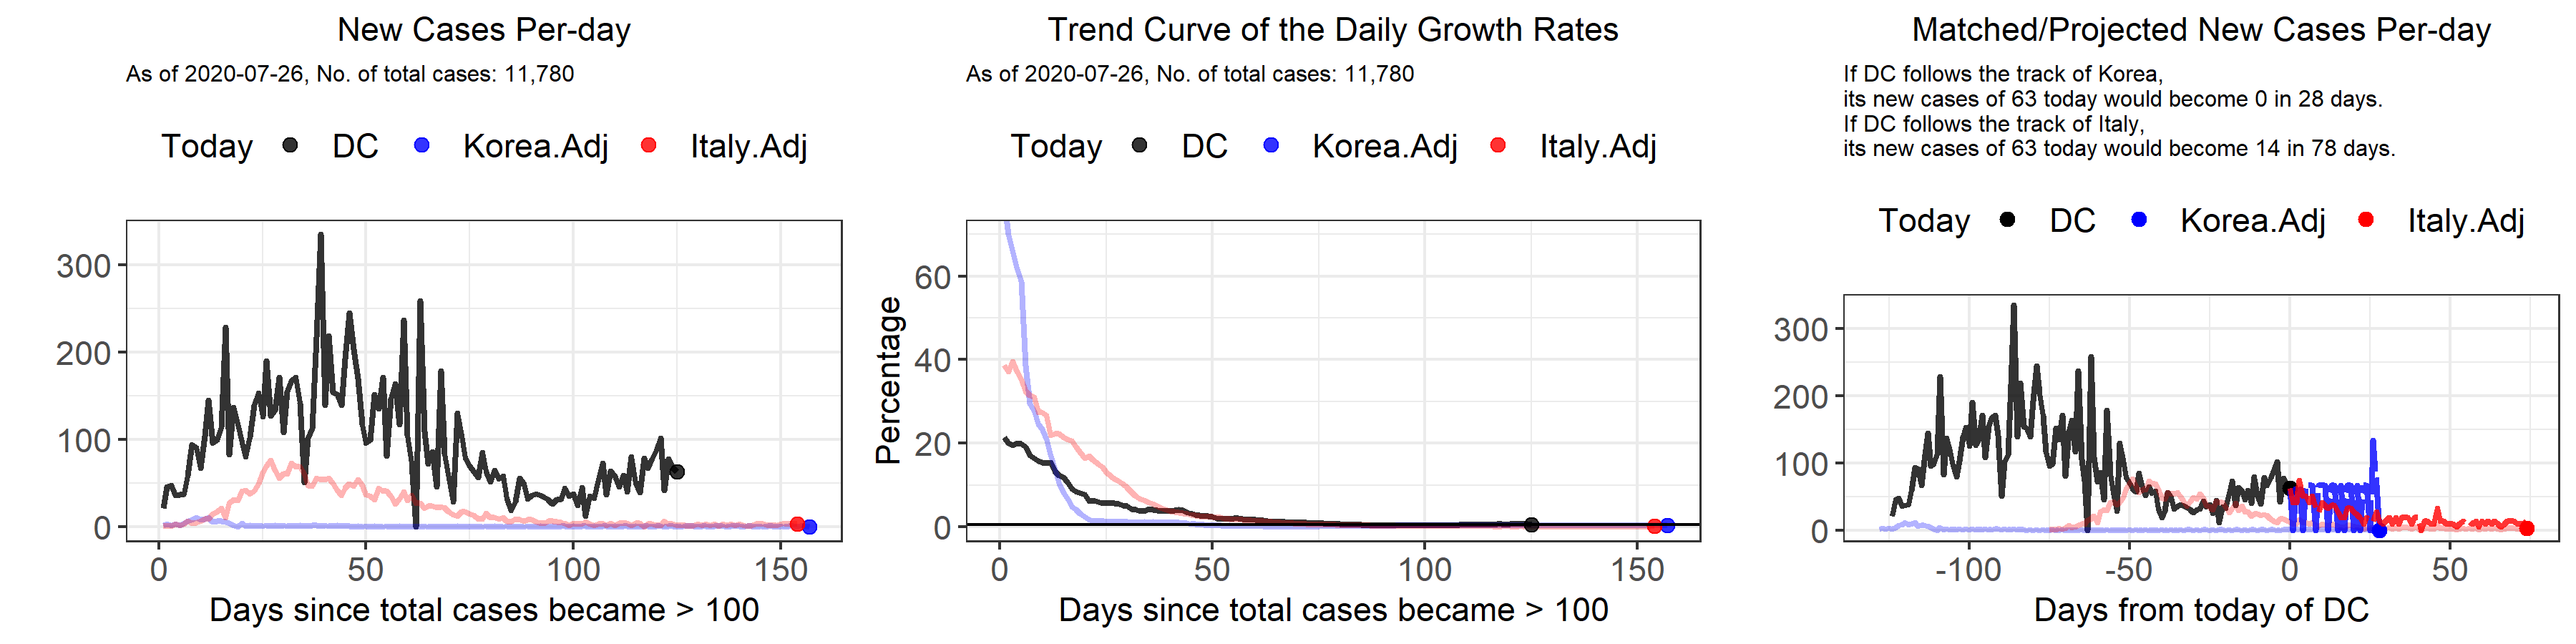 New Cases Per-day
As of 2020-07-26, No. of total cases: 11,780
Today DC Korea.Adj Italy.Adj
300
200
100
0
0 50 100 150
Days since total cases became > 100
Trend Curve of the Daily Growth Rates
As of 2020-07-26, No. of total cases: 11,780
Today DC Korea.Adj Italy.Adj
Percentage
60
40
20
0
0 50 100 150
Days since total cases became > 100
Matched/Projected New Cases Per-day
If DC follows the track of Korea,
its new cases of 63 today would become 0 in 28 days.
If DC follows the track of Italy,
its new cases of 63 today would become 14 in 78 days.
Today DC Korea.Adj Italy.Adj
300
200
100
0
-100 -50 0 50
Days from today of DC